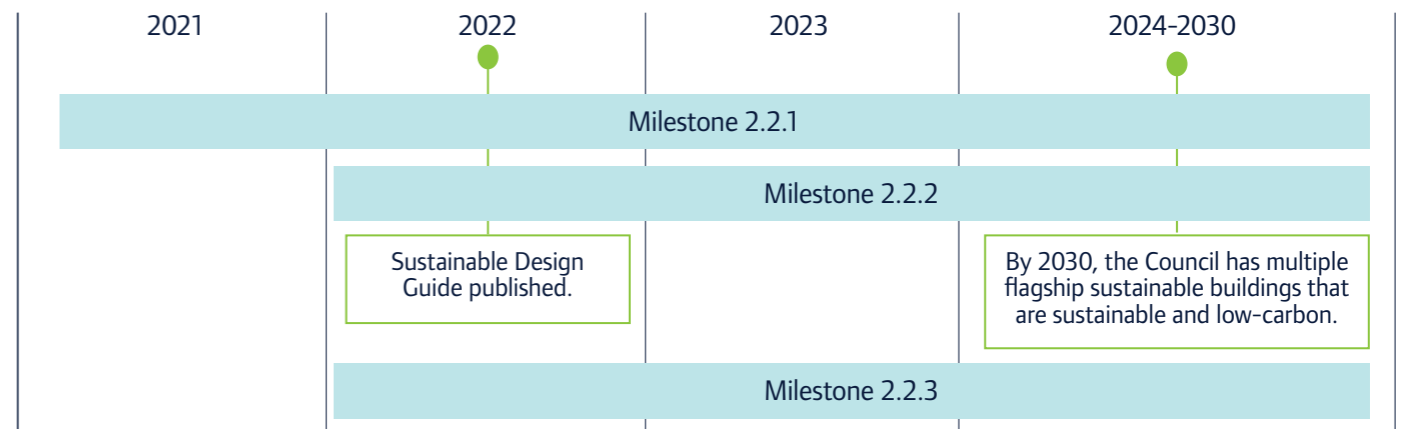 2021
2022
2023
2024-2030
Milestone 2.2.1
Milestone 2.2.2
Sustainable Design
Guide published.
By 2030, the Council has multiple
flagship sustainable buildings that
are sustainable and low-carbon.
Milestone 2.2.3